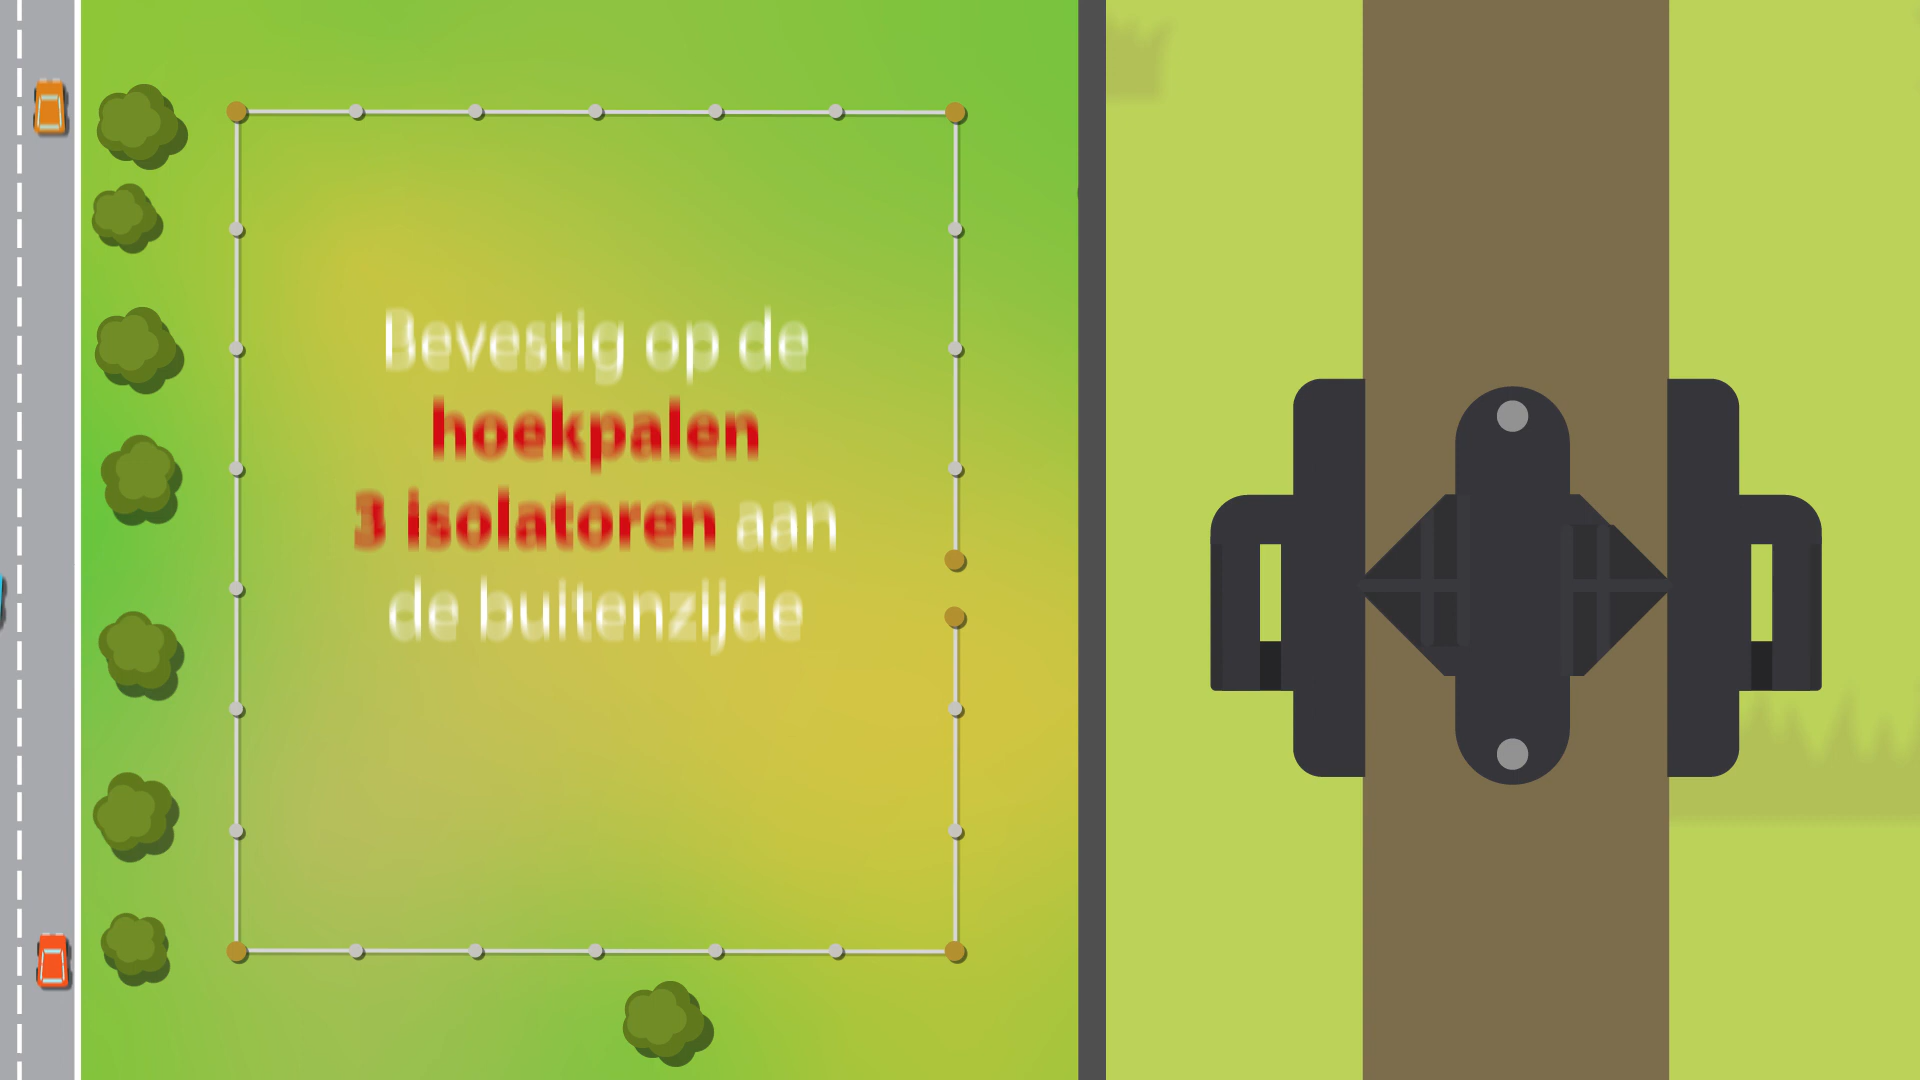 Bevestig op de
hoekpalen
3 isolatoren aan
de buitenzijde